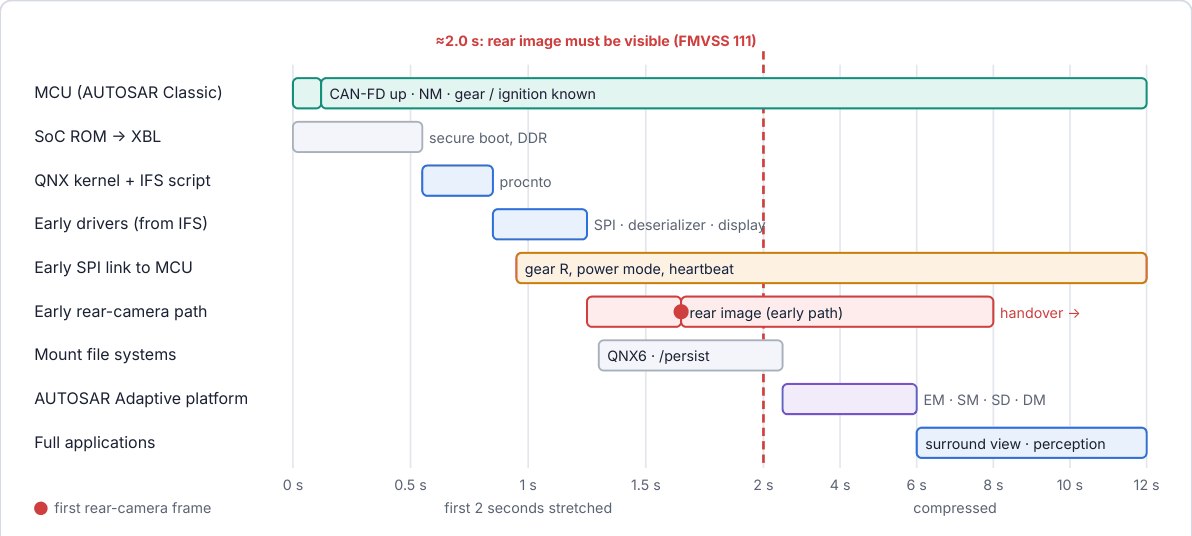 ≈2.0 s: rear image must be visible (FMVSS 111)
MCU (AUTOSAR Classic)
CAN-FD up · NM · gear / ignition known
SoC ROM → XBL
secure boot, DDR
QNX kernel + IFS script
procnto
Early drivers (from IFS)
SPI · deserializer · display
Early SPI link to MCU
gear R, power mode, heartbeat
Early rear-camera path
rear image (early path)
handover →
Mount file systems
QNX6 · /persist
AUTOSAR Adaptive platform
EM · SM · SD · DM
Full applications
surround view · perception
0 s
0.5 s
1 s
1.5 s
2 s
4 s
6 s
8 s
10 s
12 s
first rear-camera frame
first 2 seconds stretched
compressed